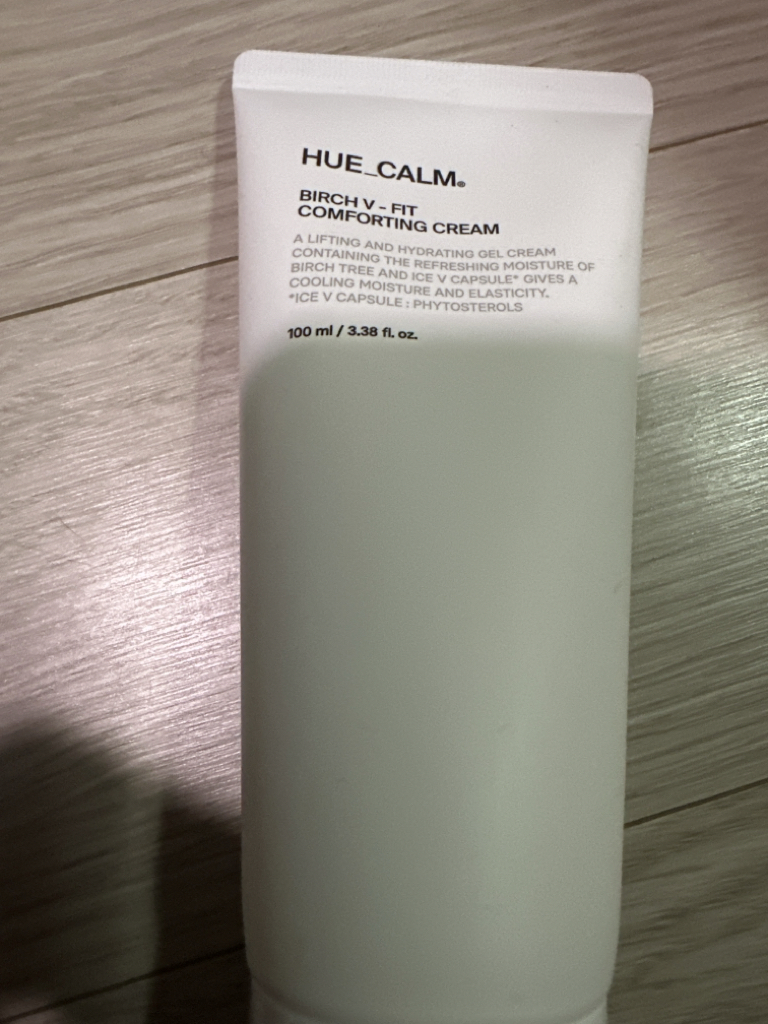 HUE_CALM®
BIRCH V - FIT
COMFORTING CREAM
A LIFTING AND HYDRATING GEL CREAM
CONTAINING THE REFRESHING MOISTURE OF
BIRCH TREE AND ICE V CAPSULE* GIVES A
COOLING MOISTURE AND ELASTICITY.
*ICE V CAPSULE : PHYTOSTEROLS
100 ml / 3.38 fl. oz.